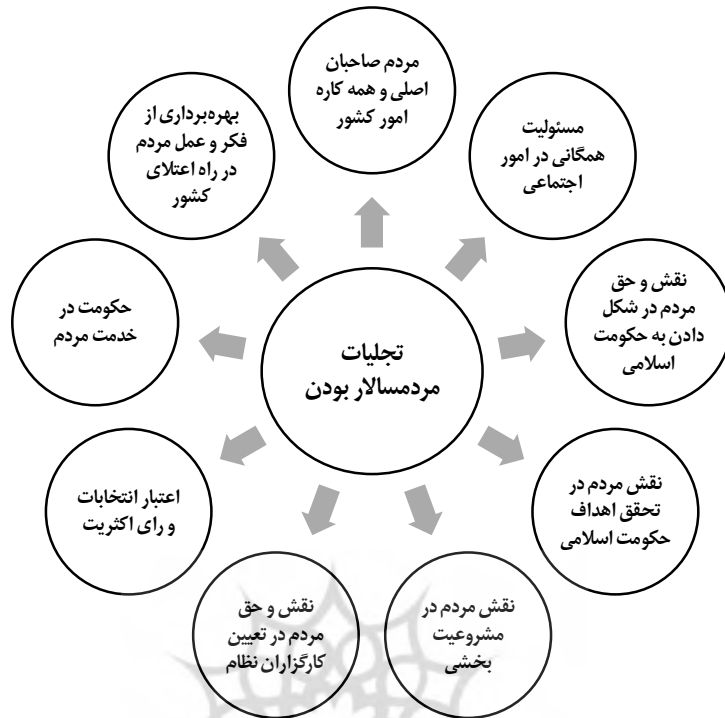 تجلیات
مردمسالار بودن
مردم صاحبان
اصلی و همه کاره
امور کشور
مسئولیت
همگانی در امور
اجتماعی
نقش و حق
مردم در شکل
دادن به حکومت
اسلامی
نقش مردم در
تحقق اهداف
حکومت اسلامی
نقش مردم در
مشروعیت
بخشی
نقش و حق
مردم در تعیین
کارگزاران نظام
اعتبار انتخابات
و رای اکثریت
حکومت در
خدمت مردم
بهره‌برداری از
فکر و عمل مردم
در راه اعتلای
کشور